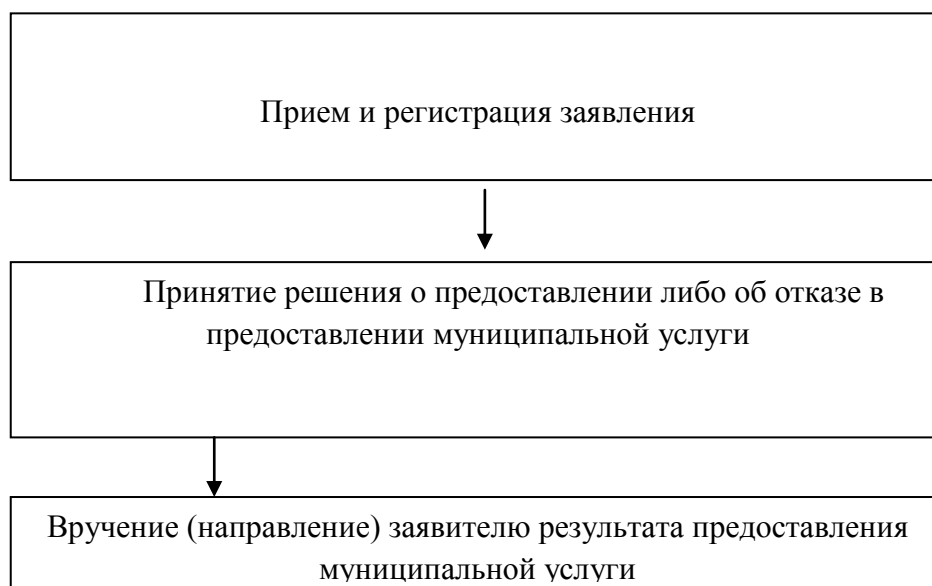 Прием и регистрация заявления
Принятие решения о предоставлении либо об отказе в
предоставлении муниципальной услуги
Вручение (направление) заявителю результата предоставления
муниципальной услуги